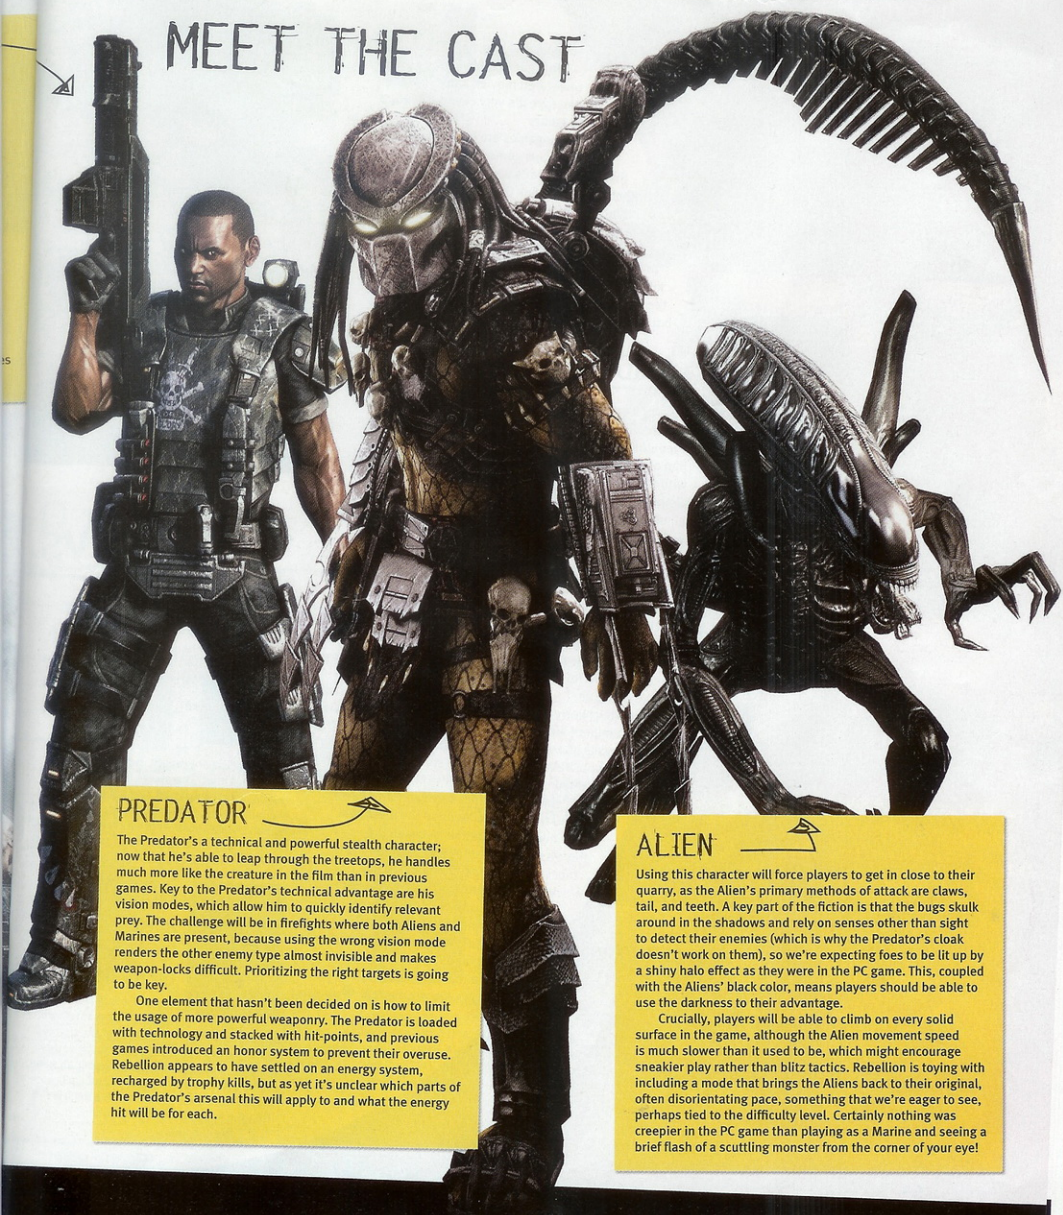 MEET THE CAST
es
PREDATOR
The Predator's a technical and powerful stealth character;
now that he's able to leap through the treetops, he handles
much more like the creature in the film than in previous
games. Key to the Predator's technical advantage are his
vision modes, which allow him to quickly identify relevant
prey. The challenge will be in firefights where both Aliens and
Marines are present, because using the wrong vision mode
renders the other enemy type almost invisible and makes
weapon-locks difficult. Prioritizing the right targets is going
to be key.
One element that hasn't been decided on is how to limit
the usage of more powerful weaponry. The Predator is loaded
with technology and stacked with hit-points, and previous
games introduced an honor system to prevent their overuse.
Rebellion appears to have settled on an energy system,
recharged by trophy kills, but as yet it's unclear which parts of
the Predator's arsenal this will apply to and what the energy
hit will be for each.
ALIEN
Using this character will force players to get in close to their
quarry, as the Alien's primary methods of attack are claws,
tail, and teeth. A key part of the fiction is that the bugs skulk
around in the shadows and rely on senses other than sight
to detect their enemies (which is why the Predator's cloak
doesn't work on them), so we're expecting foes to be lit up by
a shiny halo effect as they were in the PC game. This, coupled
with the Aliens' black color, means players should be able to
use the darkness to their advantage.
Crucially, players will be able to climb on every solid
surface in the game, although the Alien movement speed
is much slower than it used to be, which might encourage
sneakier play rather than blitz tactics. Rebellion is toying with
including a mode that brings the Aliens back to their original,
often disorientating pace, something that we're eager to see,
perhaps tied to the difficulty level. Certainly nothing was
creepier in the PC game than playing as a Marine and seeing a
brief flash of a scuttling monster from the corner of your eye!